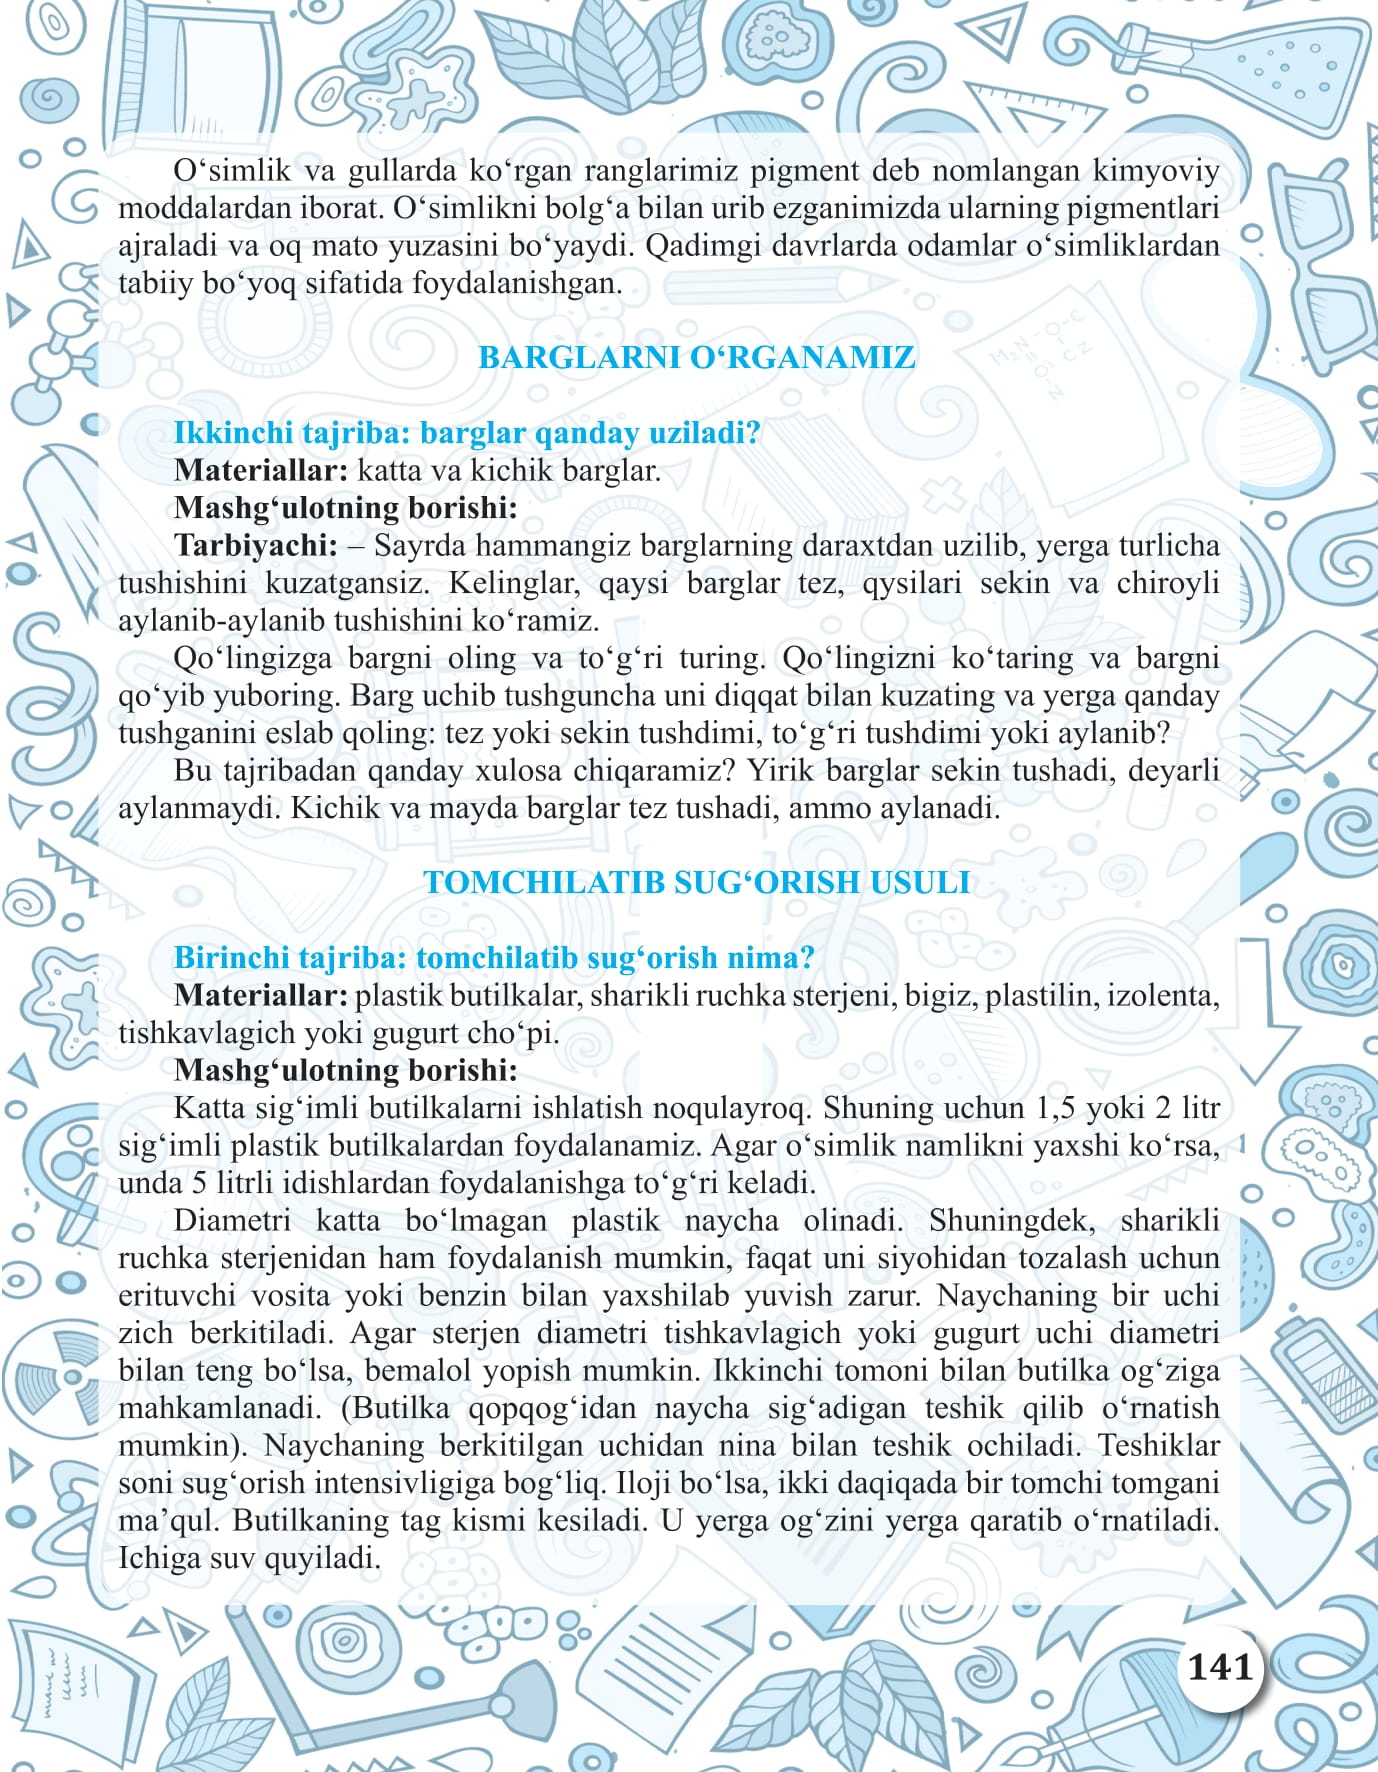 O‘simlik va gullarda ko‘rgan ranglarimiz pigment deb nomlangan kimyoviy
moddalardan iborat. O‘simlikni bolg‘a bilan urib ezganimizda ularning pigmentlari
ajraladi va oq mato yuzasini bo‘yaydi. Qadimgi davrlarda odamlar o‘simliklardan
tabiiy bo‘yoq sifatida foydalanishgan.
BARGLARNI O‘RGANAMIZ
Ikkinchi tajriba: barglar qanday uziladi?
Materiallar: katta va kichik barglar.
Mashg‘ulotning borishi:
Tarbiyachi: – Sayrda hammangiz barglarning daraxtdan uzilib, yerga turlicha
tushishini kuzatgansiz. Kelinglar, qaysi barglar tez, qysilari sekin va chiroyli
aylanib-aylanib tushishini ko‘ramiz.
Qo‘lingizga bargni oling va to‘g‘ri turing. Qo‘lingizni ko‘taring va bargni
qo‘yib yuboring. Barg uchib tushguncha uni diqqat bilan kuzating va yerga qanday
tushganini eslab qoling: tez yoki sekin tushdimi, to‘g‘ri tushdimi yoki aylanib?
Bu tajribadan qanday xulosa chiqaramiz? Yirik barglar sekin tushadi, deyarli
aylanmaydi. Kichik va mayda barglar tez tushadi, ammo aylanadi.
TOMCHILATIB SUG‘ORISH USULI
Birinchi tajriba: tomchilatib sug‘orish nima?
Materiallar: plastik butilkalar, sharikli ruchka sterjeni, bigiz, plastilin, izolenta,
tishkavlagich yoki gugurt cho‘pi.
Mashg‘ulotning borishi:
Katta sig‘imli butilkalarni ishlatish noqulayroq. Shuning uchun 1,5 yoki 2 litr
sig‘imli plastik butilkalardan foydalanamiz. Agar o‘simlik namlikni yaxshi ko‘rsa,
unda 5 litrli idishlardan foydalanishga to‘g‘ri keladi.
Diametri katta bo‘lmagan plastik naycha olinadi. Shuningdek, sharikli
ruchka sterjenidan ham foydalanish mumkin, faqat uni siyohidan tozalash uchun
erituvchi vosita yoki benzin bilan yaxshilab yuvish zarur. Naychaning bir uchi
zich berkitiladi. Agar sterjen diametri tishkavlagich yoki gugurt uchi diametri
bilan teng bo‘lsa, bemalol yopish mumkin. Ikkinchi tomoni bilan butilka og‘ziga
mahkamlanadi. (Butilka qopqog‘idan naycha sig‘adigan teshik qilib o‘rnatish
mumkin). Naychaning berkitilgan uchidan nina bilan teshik ochiladi. Teshiklar
soni sug‘orish intensivligiga bog‘liq. Iloji bo‘lsa, ikki daqiqada bir tomchi tomgani
ma’qul. Butilkaning tag kismi kesiladi. U yerga og‘zini yerga qaratib o‘rnatiladi.
Ichiga suv quyiladi.
141